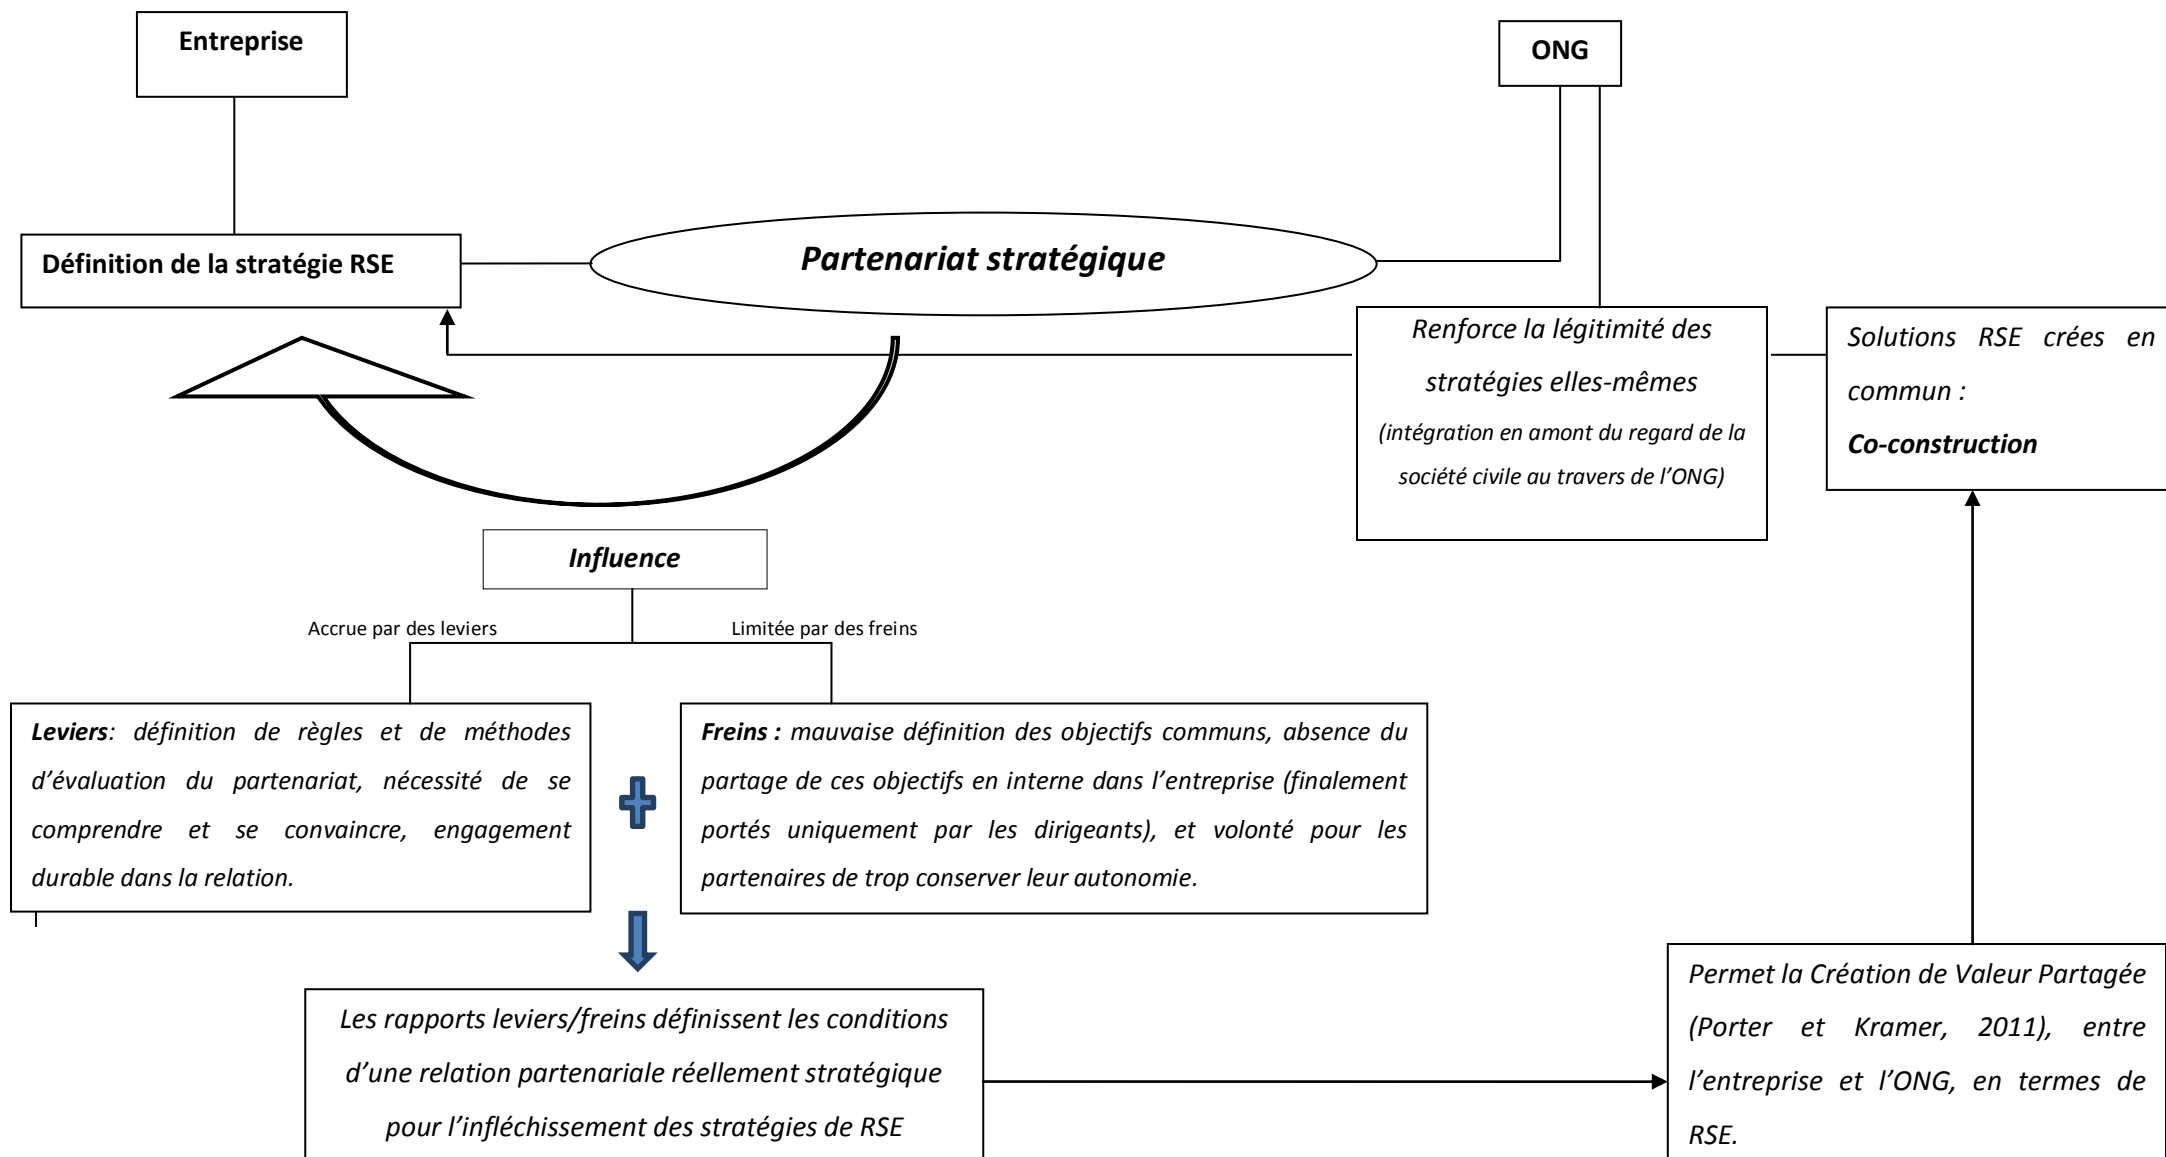 Entreprise
ONG
Définition de la stratégie RSE
Partenariat stratégique
Renforce la légitimité des
stratégies elles-mêmes
(intégration en amont du regard de la
société civile au travers de l’ONG)
Solutions RSE crées en
commun :
Co-construction
Influence
Accrue par des leviers
Limitée par des freins
Leviers: définition de règles et de méthodes
d’évaluation du partenariat, nécessité de se
comprendre et se convaincre, engagement
durable dans la relation.
Freins : mauvaise définition des objectifs communs, absence du
partage de ces objectifs en interne dans l’entreprise (finalement
portés uniquement par les dirigeants), et volonté pour les
partenaires de trop conserver leur autonomie.
Les rapports leviers/freins définissent les conditions
d’une relation partenariale réellement stratégique
pour l’infléchissement des stratégies de RSE
Permet la Création de Valeur Partagée
(Porter et Kramer, 2011), entre
l’entreprise et l’ONG, en termes de
RSE.